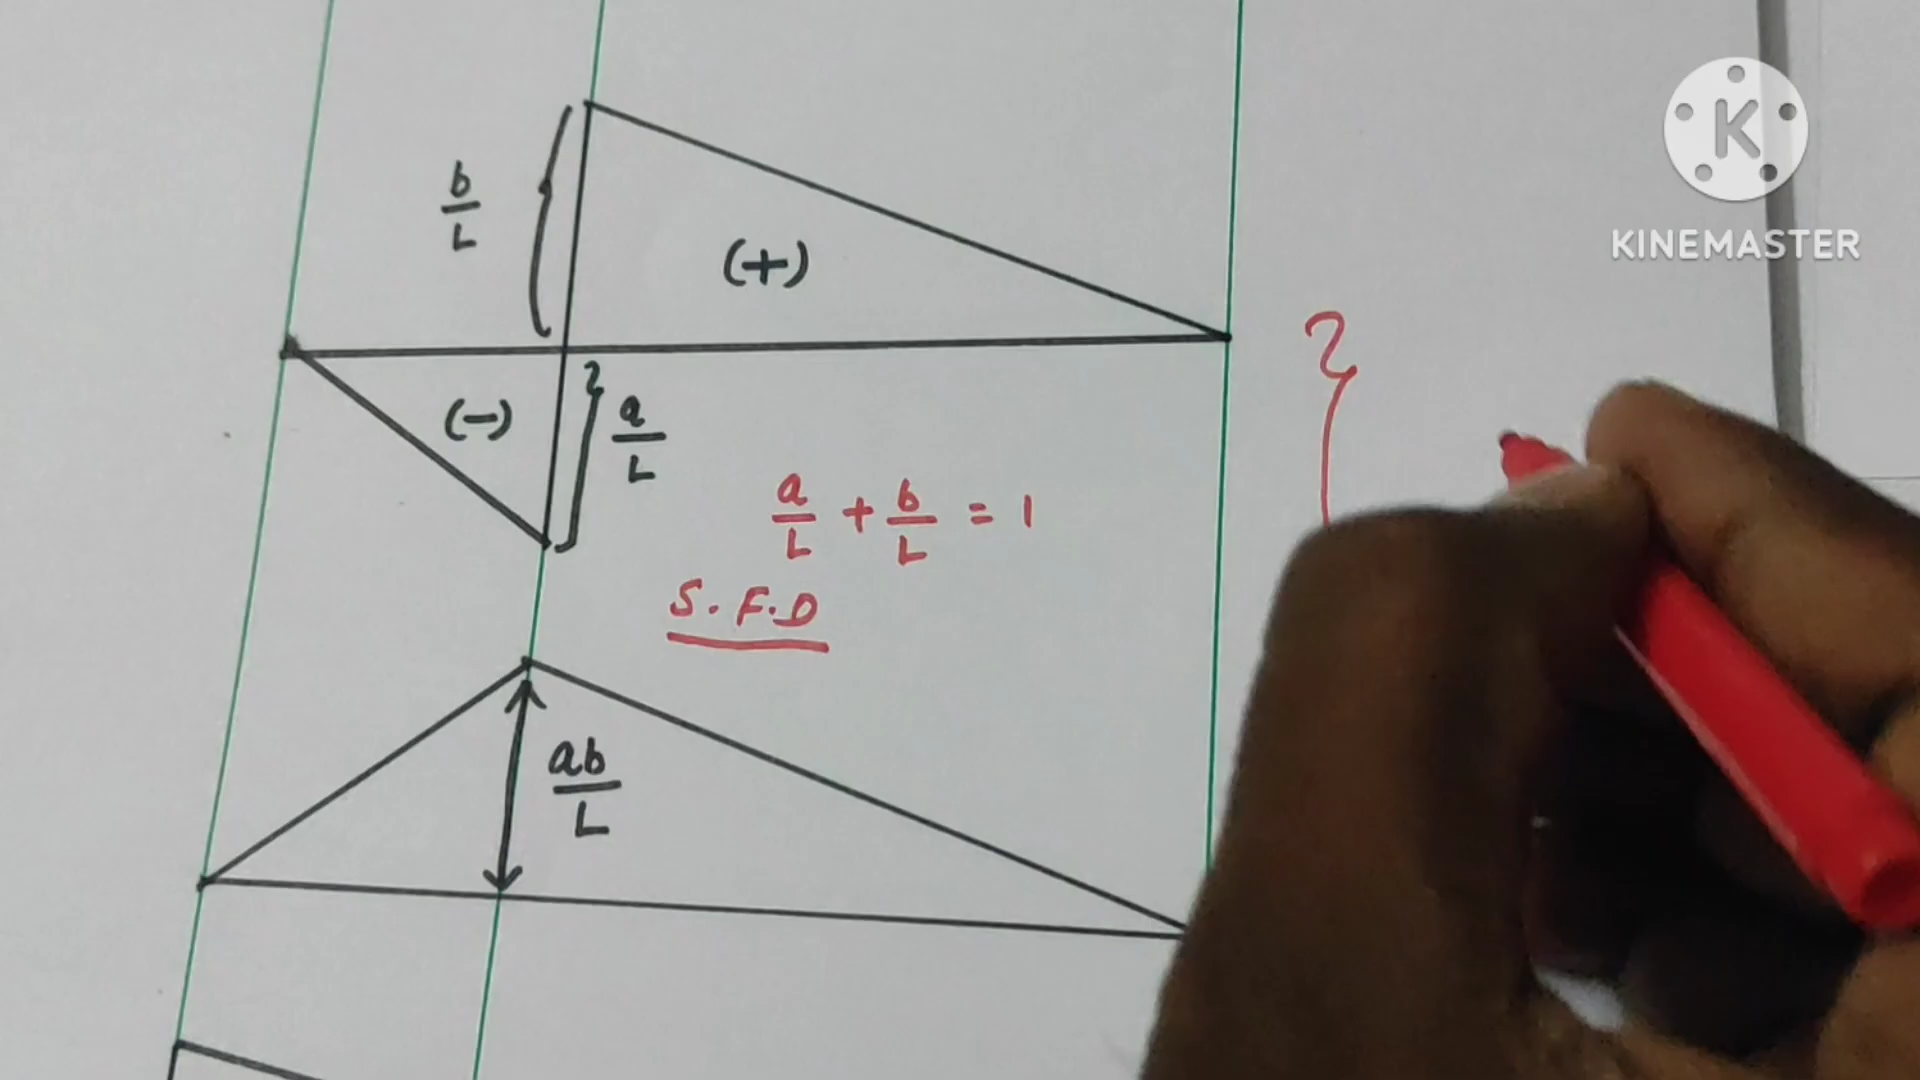 b/L
(+)
(-)
a/L
a/L + b/L = 1
S.F.D
ab/L
K
KINEMASTER